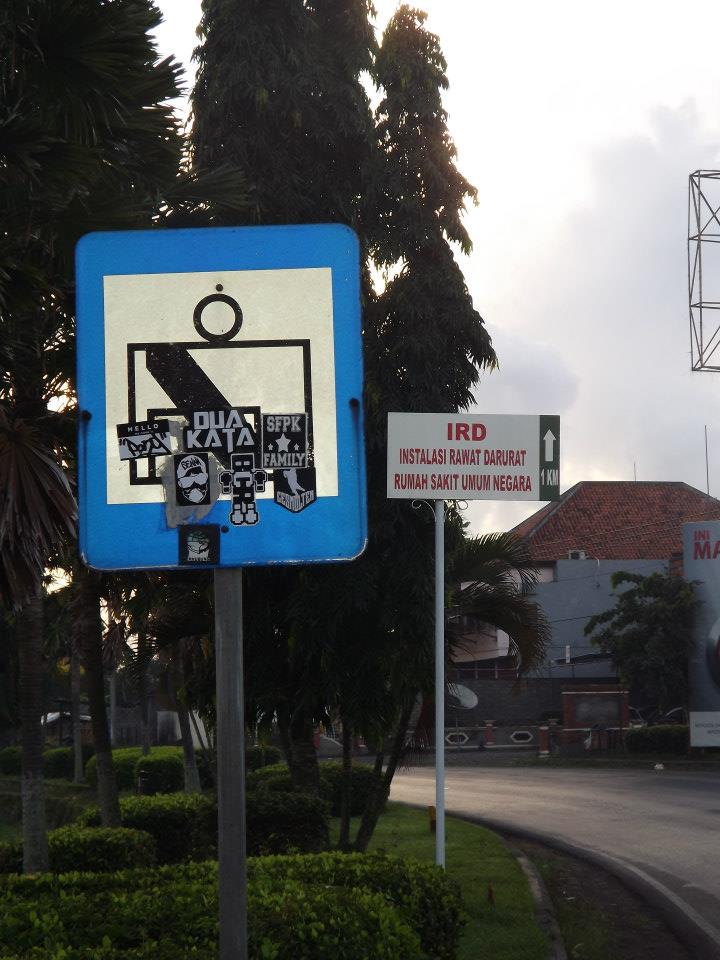 HELLO
DUA
KATA
SFPK
FAMILY
IRD
INSTALASI RAWAT DARURAT
RUMAH SAKIT UMUM NEGARA
1 KM
INI
MA